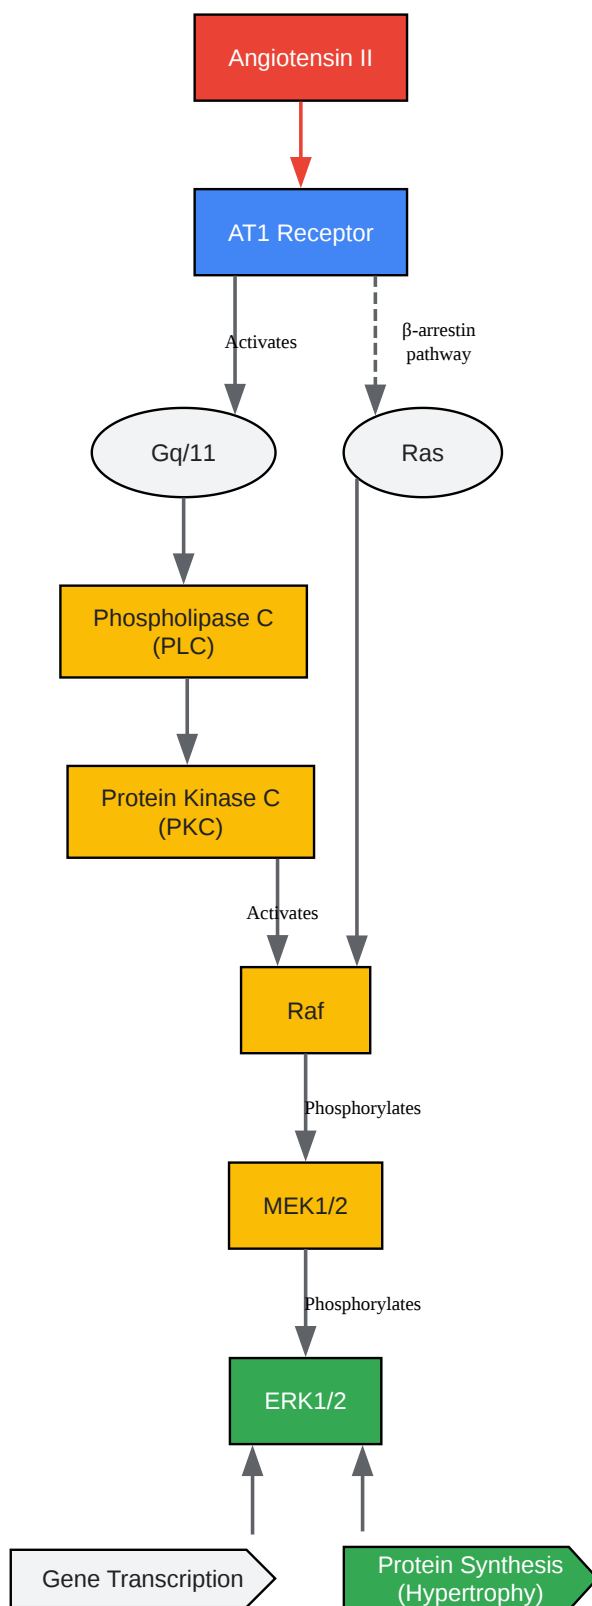 Angiotensin II
AT1 Receptor
Activates
β-arrestin
pathway
Gq/11
Ras
Phospholipase C
(PLC)
Protein Kinase C
(PKC)
Activates
Raf
Phosphorylates
MEK1/2
Phosphorylates
ERK1/2
Gene Transcription
Protein Synthesis
(Hypertrophy)